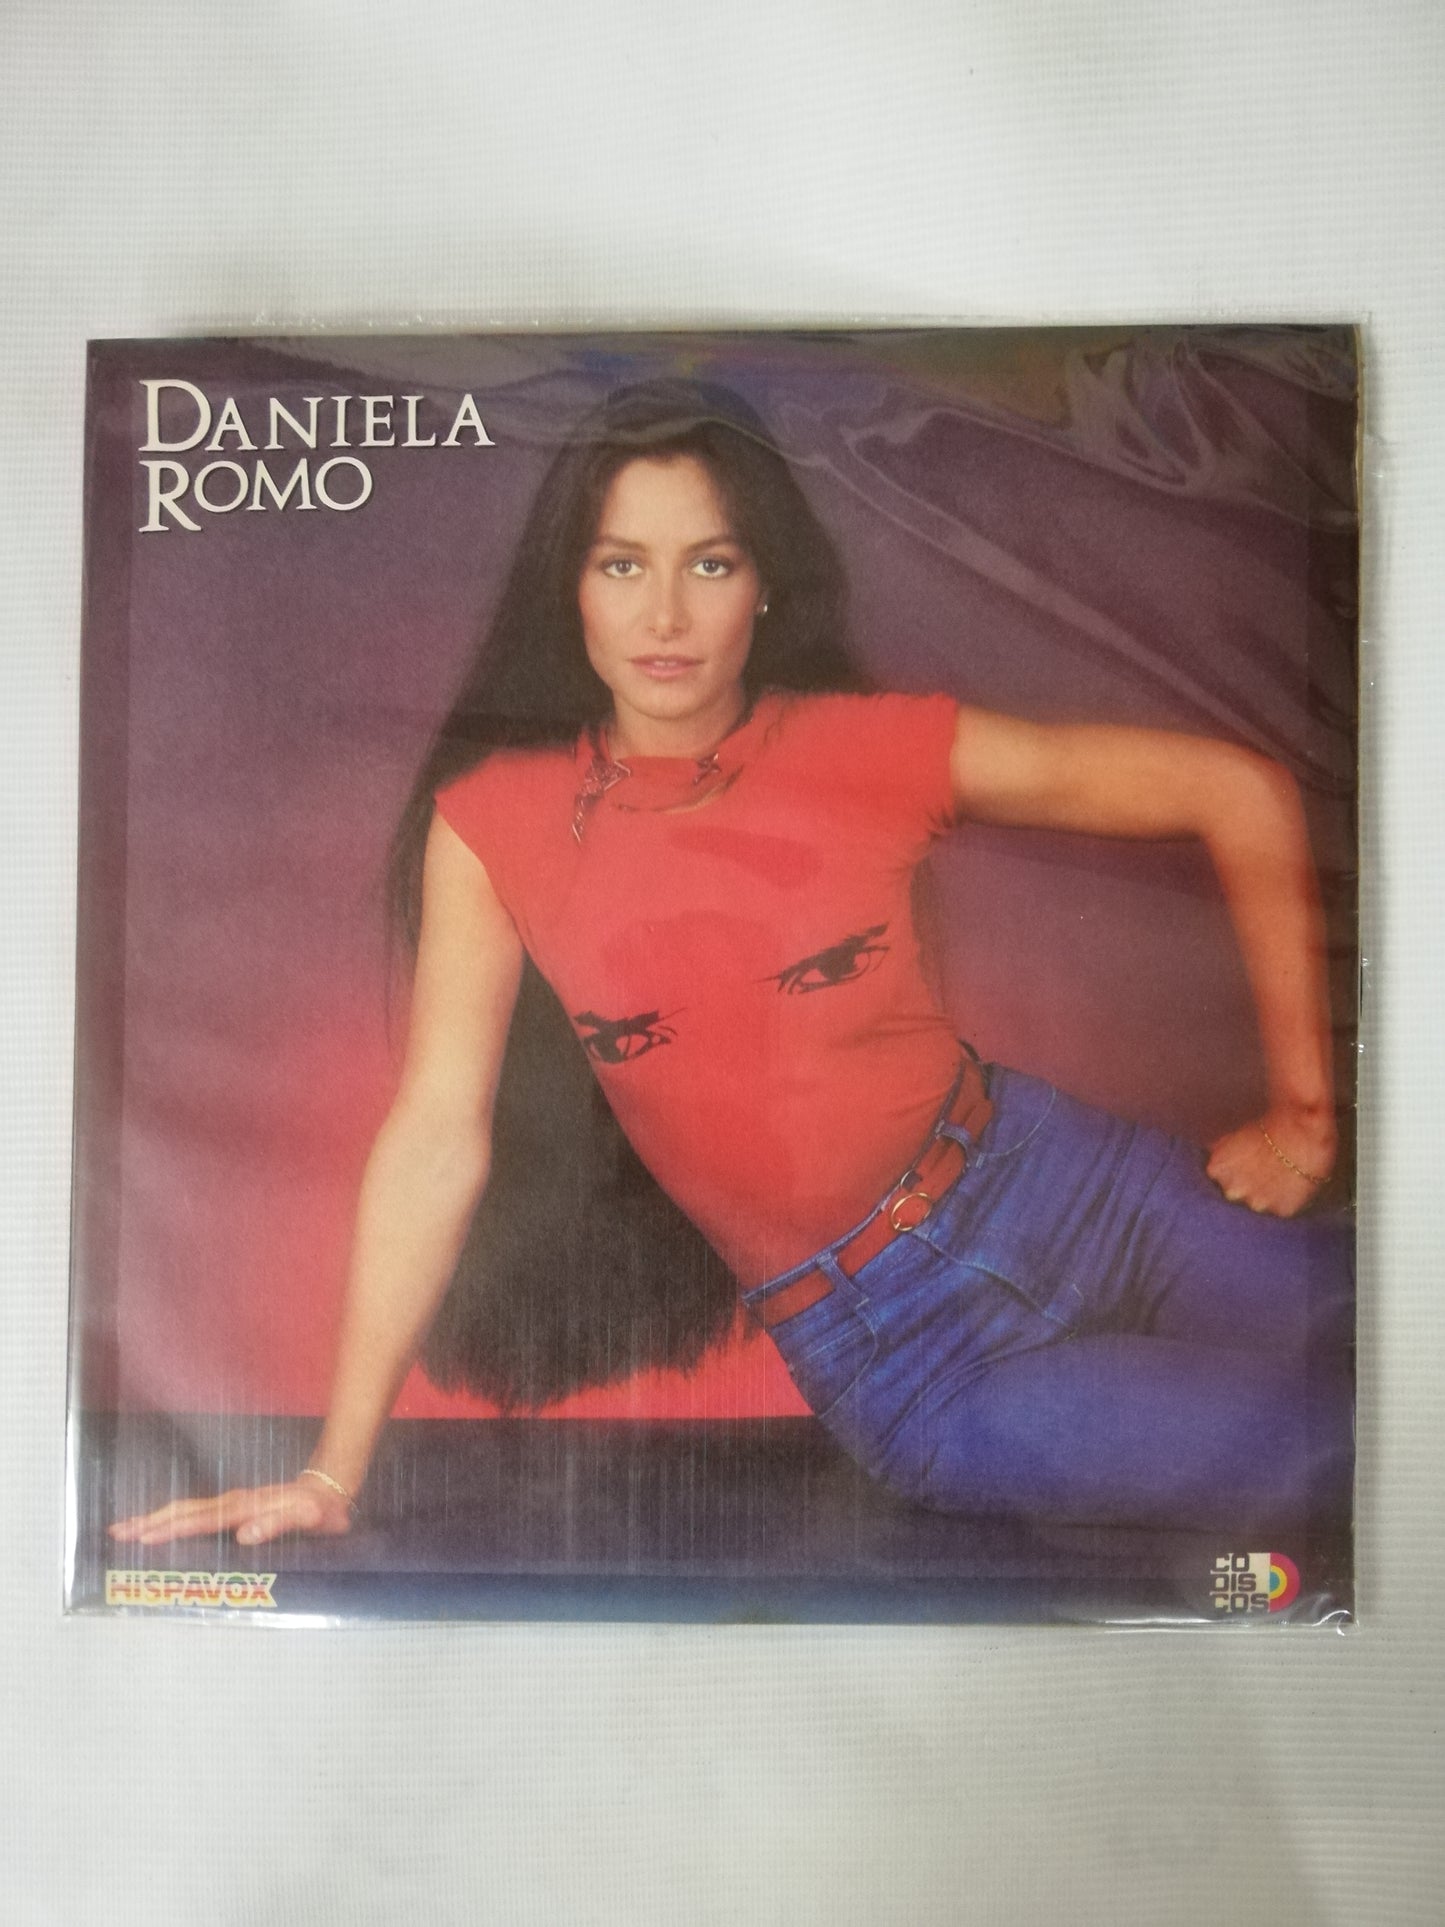 DANIELA
ROMO
HISPAVOX
CO
DIS
COS